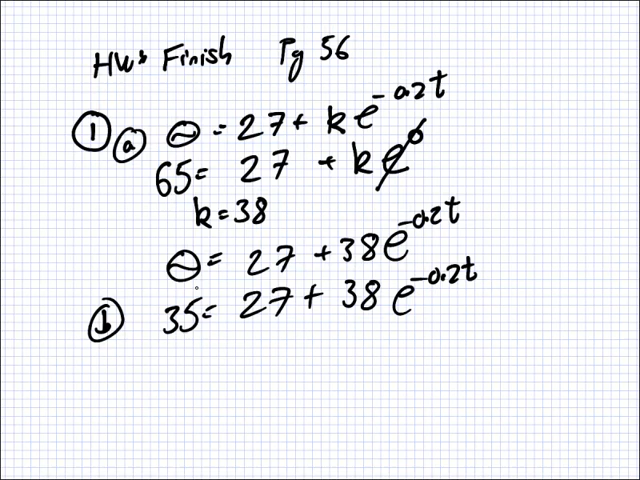 HW: Finish Pg 56
① ⓐ θ = 27 + ke^{-0.2t}
65 = 27 + ke^0
k = 38
θ = 27 + 38e^{-0.2t}
ⓑ 35 = 27 + 38 e^{-0.2t}